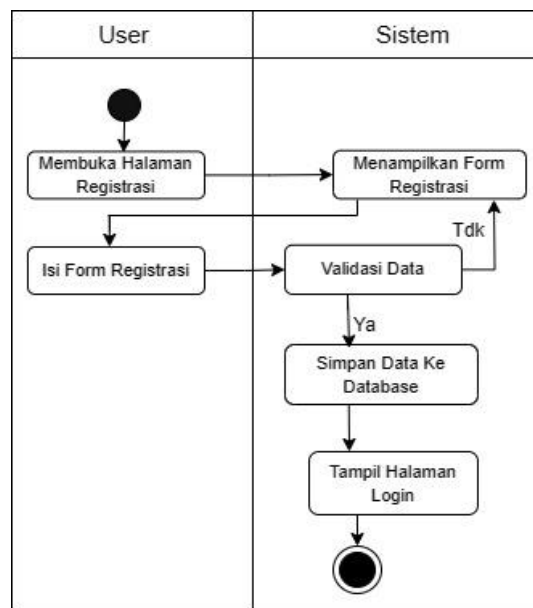 User
Sistem
Membuka Halaman
Registrasi
Menampilkan Form
Registrasi
Tdk
Isi Form Registrasi
Validasi Data
Ya
Simpan Data Ke
Database
Tampil Halaman
Login